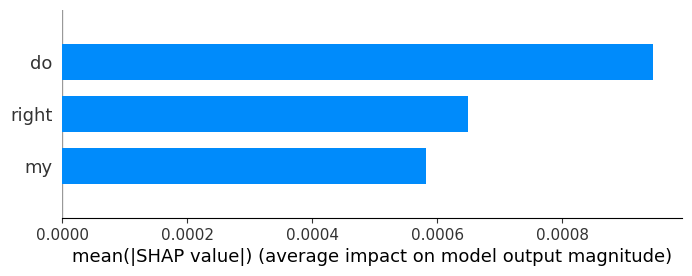 do
right
my
0.0000 0.0002 0.0004 0.0006 0.0008
mean(|SHAP value|) (average impact on model output magnitude)